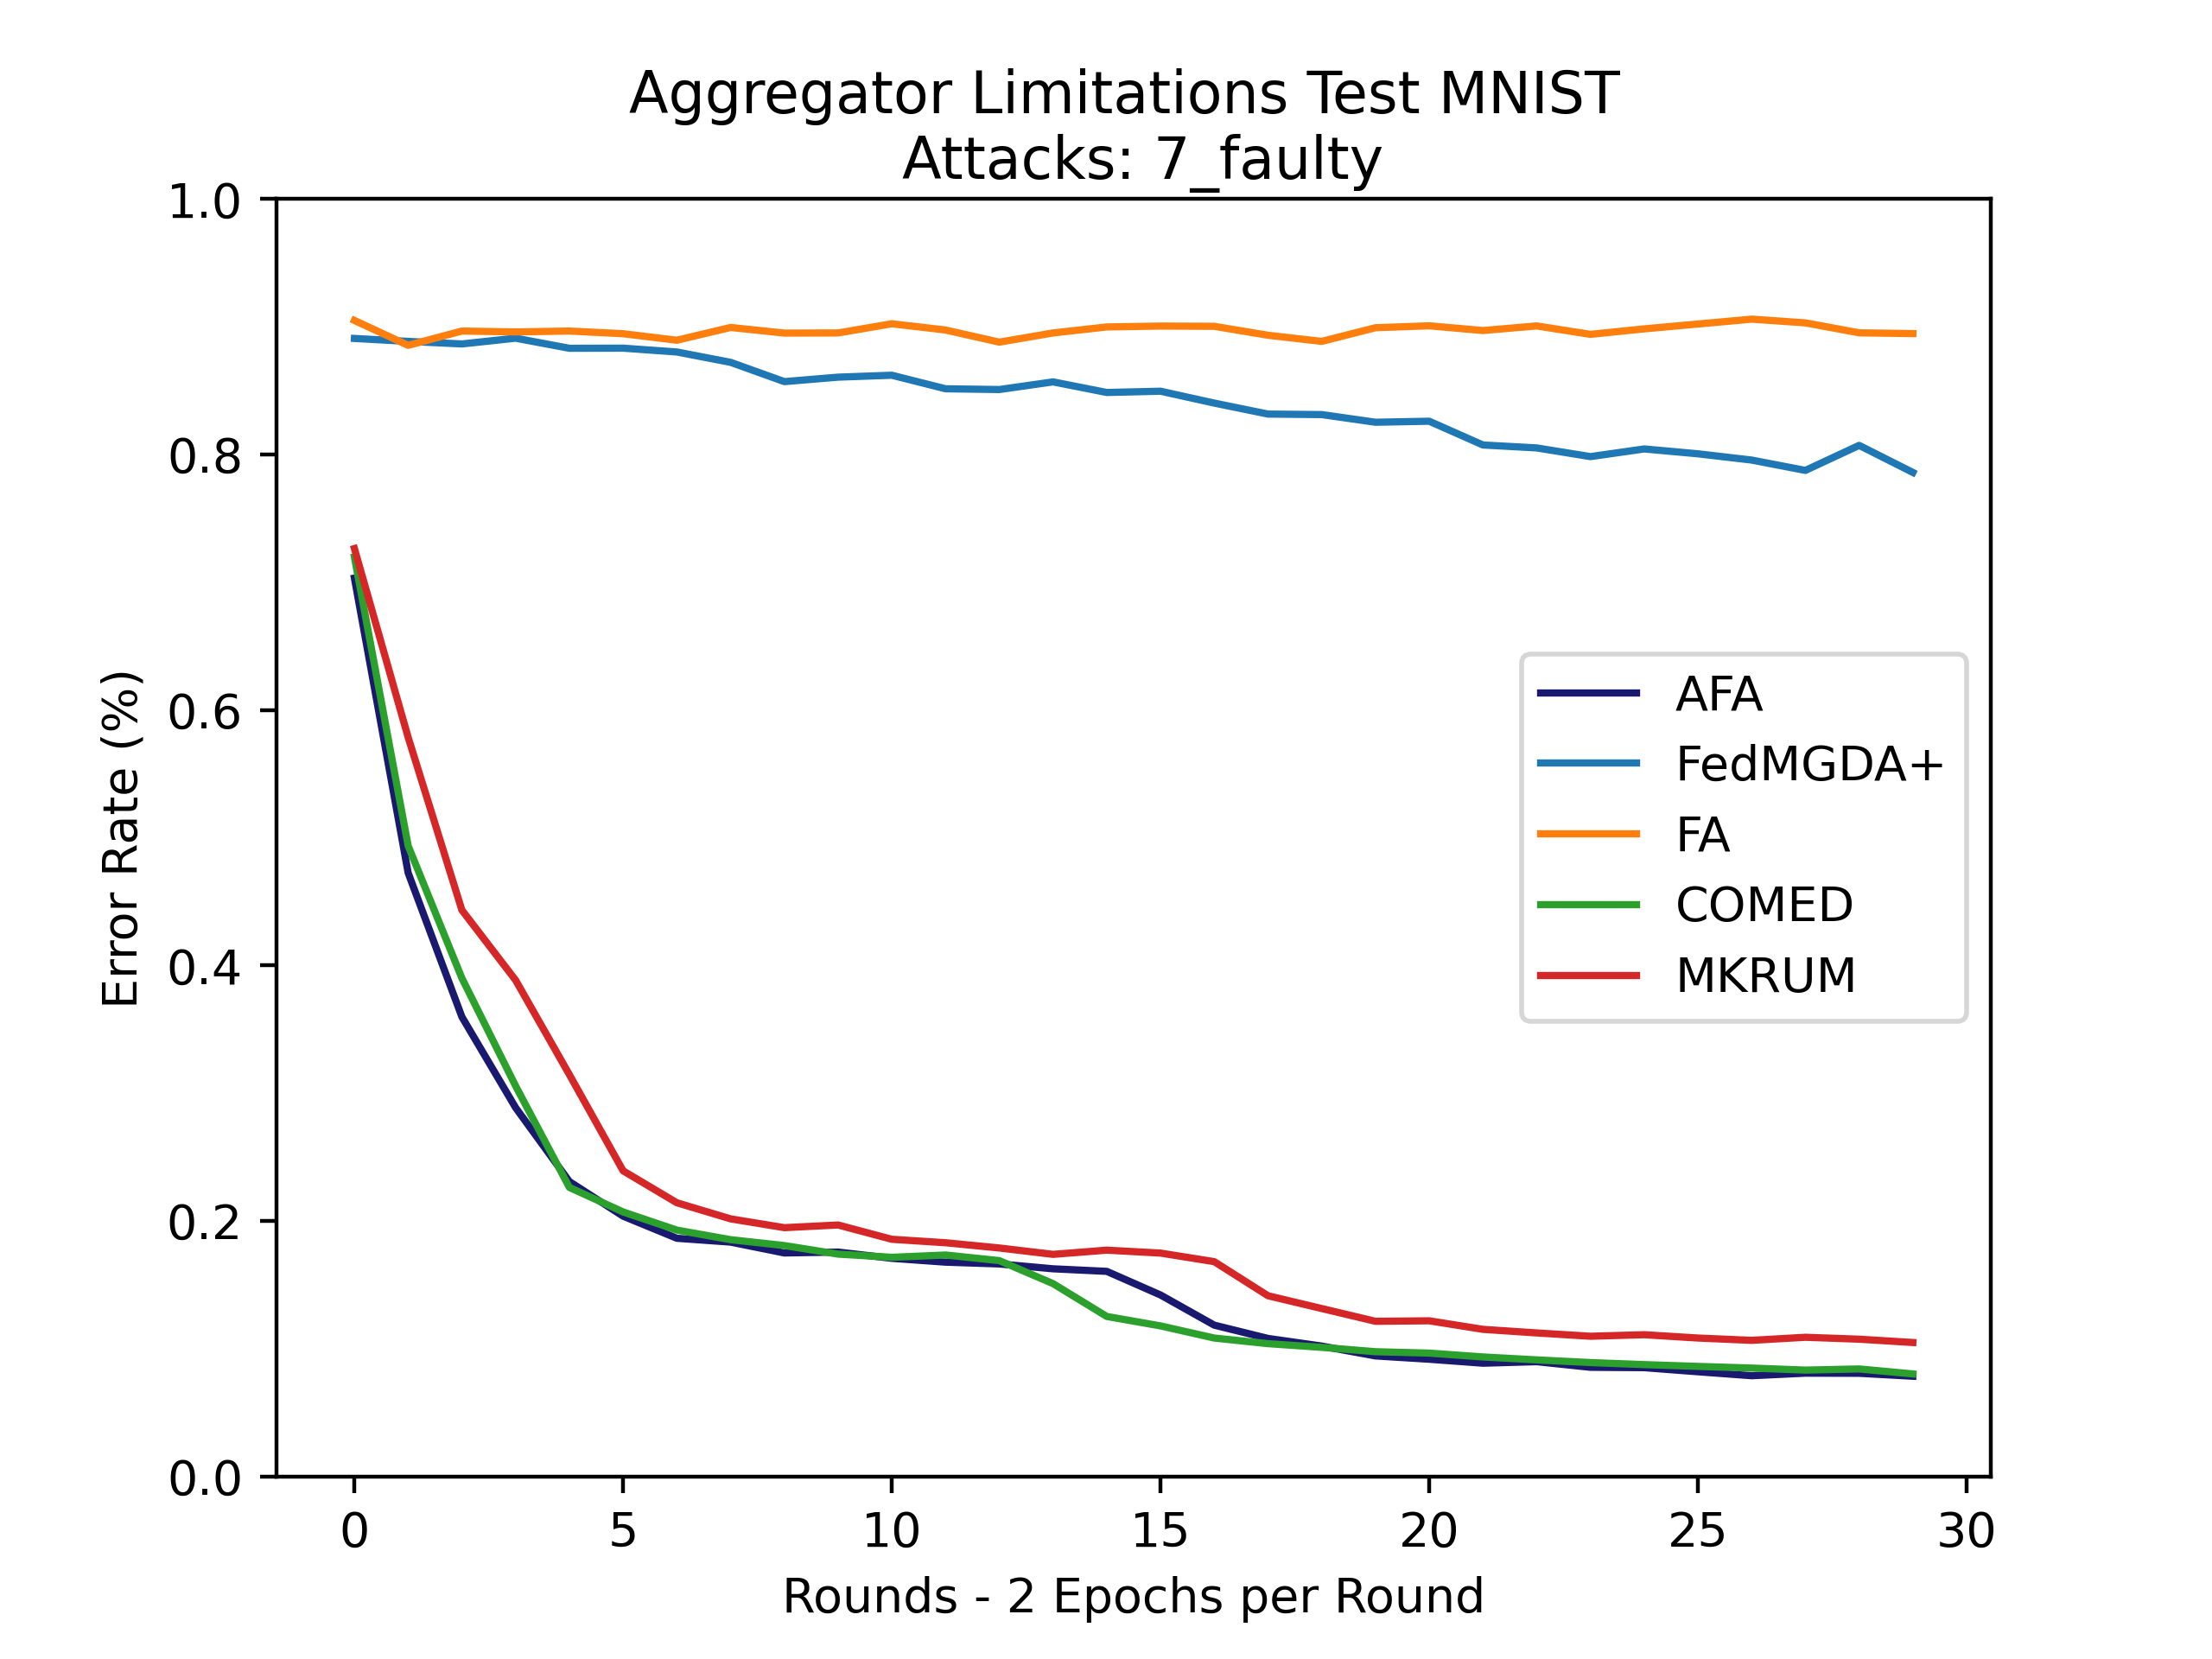 Aggregator Limitations Test MNIST
Attacks: 7_faulty
1.0
0.8
0.6
0.4
0.2
0.0
Error Rate (%)
AFA
FedMGDA+
FA
COMED
MKRUM
0 5 10 15 20 25 30
Rounds - 2 Epochs per Round